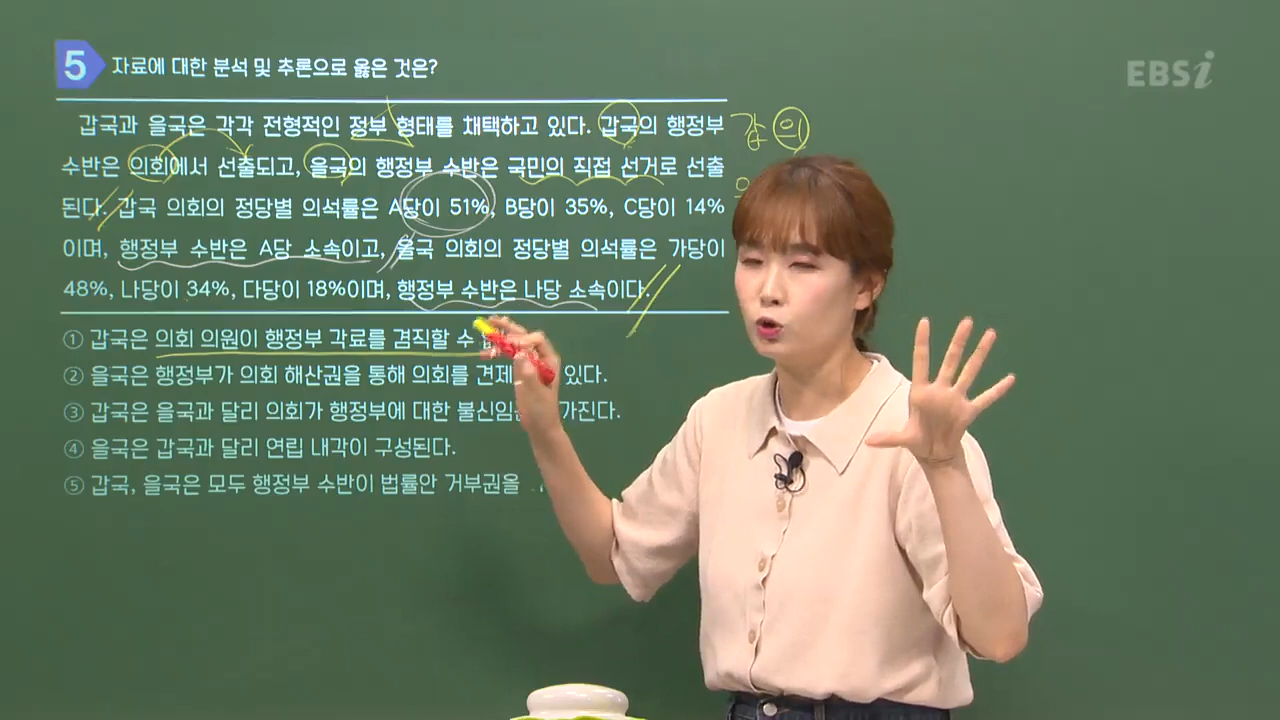 5 자료에 대한 분석 및 추론으로 옳은 것은?
EBSi
갑국과 을국은 각각 전형적인 정부 형태를 채택하고 있다. 갑국의 행정부
갑 의
수반은 의회에서 선출되고, 을국의 행정부 수반은 국민의 직접 선거로 선출
된다. 갑국 의회의 정당별 의석률은 A당이 51%, B당이 35%, C당이 14%
이며, 행정부 수반은 A당 소속이고, 을국 의회의 정당별 의석률은 가당이
48%, 나당이 34%, 다당이 18%이며, 행정부 수반은 나당 소속이다.
① 갑국은 의회 의원이 행정부 각료를 겸직할 수
② 을국은 행정부가 의회 해산권을 통해 의회를 견제 있다.
③ 갑국은 을국과 달리 의회가 행정부에 대한 불신임 가진다.
④ 을국은 갑국과 달리 연립 내각이 구성된다.
⑤ 갑국, 을국은 모두 행정부 수반이 법률안 거부권을